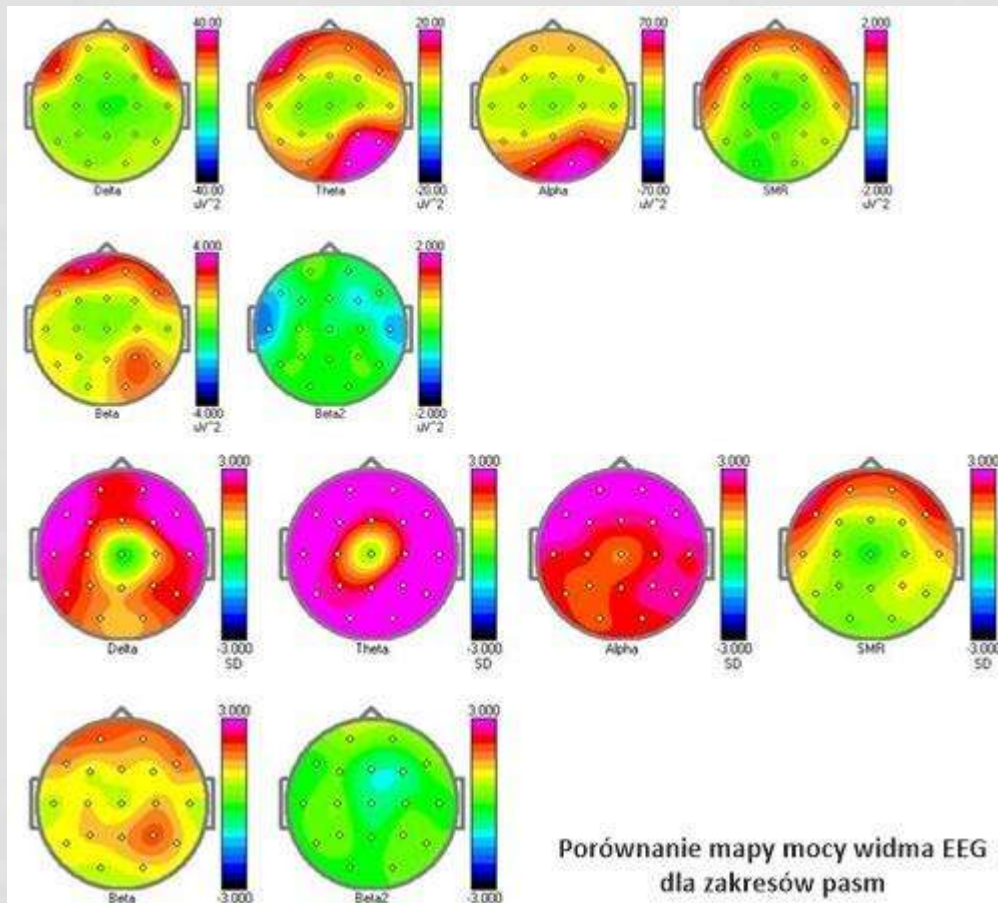 40.00 20.00 70.00 2.000
-40.00 -20.00 -70.00 -2.000
Delta Theta Alpha SMR
uV^2 uV^2 uV^2 uV^2
4.000 2.000
-4.000 -2.000
Beta Beta2
uV^2 uV^2
3.000 3.000 3.000 3.000
-3.000 -3.000 -3.000 -3.000
Delta Theta Alpha SMR
SD SD SD SD
3.000 3.000
-3.000 -3.000
Beta Beta2
Porównanie mapy mocy widma EEG
dla zakresów pasm